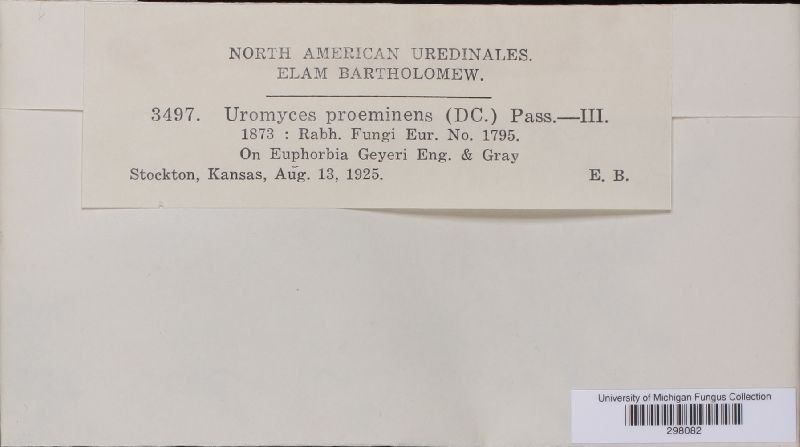 NORTH AMERICAN UREDINALES.
ELAM BARTHOLOMEW.
3497. Uromyces proeminens (DC.) Pass.—III.
1873 : Rabh. Fungi Eur. No. 1795.
On Euphorbia Geyeri Eng. & Gray
Stockton, Kansas, Aug. 13, 1925. E. B.
University of Michigan Fungus Collection
298082